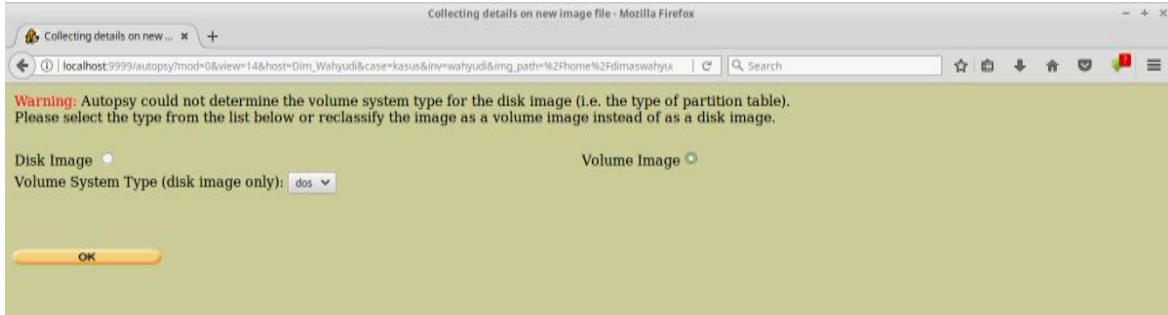 Collecting details on new image file - Mozilla Firefox
Collecting details on new ...
localhost:9999/autopsy?mod=0&view=14&host=Dim_Wahyudi&case=kasus&inv=wahyudi&img_path=%2Fhome%2Fdimaswahyu
Search
7
Warning: Autopsy could not determine the volume system type for the disk image (i.e. the type of partition table).
Please select the type from the list below or reclassify the image as a volume image instead of as a disk image.
Disk Image Volume Image
Volume System Type (disk image only): dos
OK